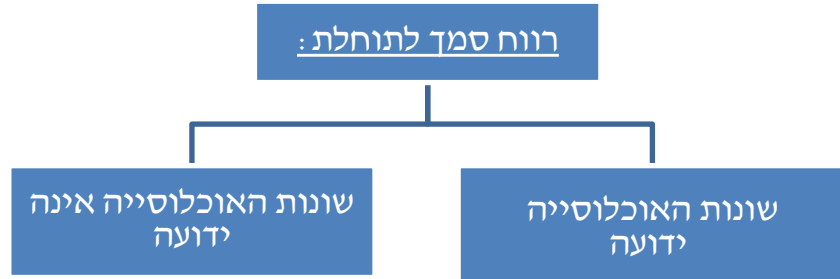 רווח סמך לתוחלת :
שונות האוכלוסייה
ידועה
שונות האוכלוסייה אינה
ידועה